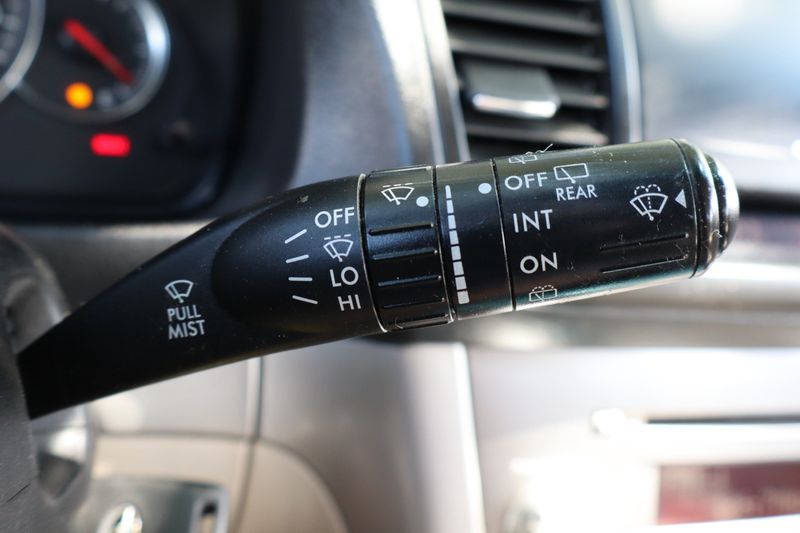 PULL
MIST
OFF
LO
HI
OFF
REAR
INT
ON